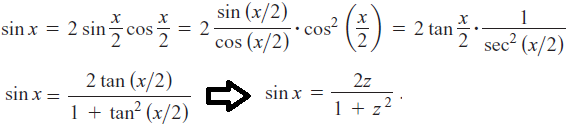 sin x = 2 sin x/2 cos x/2 = 2 sin (x/2)/cos (x/2) · cos² (x/2) = 2 tan x/2 · 1/sec² (x/2)
sin x = 2 tan (x/2)/1 + tan² (x/2) ⇨ sin x = 2z/1 + z² .